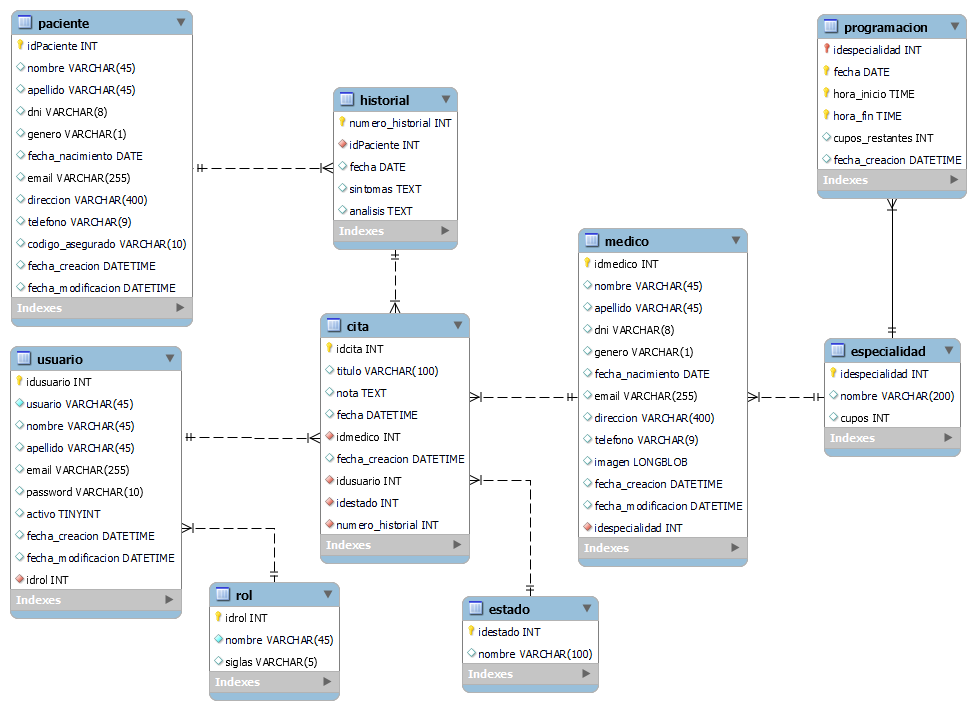 paciente
idPaciente INT
nombre VARCHAR(45)
apellido VARCHAR(45)
dni VARCHAR(8)
genero VARCHAR(1)
fecha_nacimiento DATE
email VARCHAR(255)
direccion VARCHAR(400)
telefono VARCHAR(9)
codigo_asegurado VARCHAR(10)
fecha_creacion DATETIME
fecha_modificacion DATETIME
Indexes
historial
numero_historial INT
idPaciente INT
fecha DATE
sintomas TEXT
analisis TEXT
Indexes
programacion
idespecialidad INT
fecha DATE
hora_inicio TIME
hora_fin TIME
cupos_restantes INT
fecha_creacion DATETIME
Indexes
medico
idmedico INT
nombre VARCHAR(45)
apellido VARCHAR(45)
dni VARCHAR(8)
genero VARCHAR(1)
fecha_nacimiento DATE
email VARCHAR(255)
direccion VARCHAR(400)
telefono VARCHAR(9)
imagen LONGBLOB
fecha_creacion DATETIME
fecha_modificacion DATETIME
idespecialidad INT
Indexes
cita
idcita INT
titulo VARCHAR(100)
nota TEXT
fecha DATETIME
idmedico INT
fecha_creacion DATETIME
idusuario INT
idestado INT
numero_historial INT
Indexes
especialidad
idespecialidad INT
nombre VARCHAR(200)
cupos INT
Indexes
usuario
idusuario INT
usuario VARCHAR(45)
nombre VARCHAR(45)
apellido VARCHAR(45)
email VARCHAR(255)
password VARCHAR(10)
activo TINYINT
fecha_creacion DATETIME
fecha_modificacion DATETIME
idrol INT
Indexes
rol
idrol INT
nombre VARCHAR(45)
siglas VARCHAR(5)
Indexes
estado
idestado INT
nombre VARCHAR(100)
Indexes